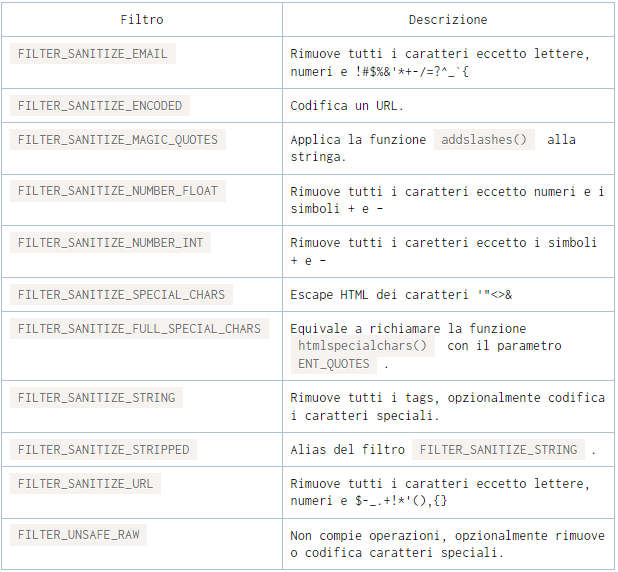 Filtro Descrizione
FILTER_SANITIZE_EMAIL Rimuove tutti i caratteri eccetto lettere,
numeri e !#$%&'*+-/=?^_`{
FILTER_SANITIZE_ENCODED Codifica un URL.
FILTER_SANITIZE_MAGIC_QUOTES Applica la funzione addslashes() alla
stringa.
FILTER_SANITIZE_NUMBER_FLOAT Rimuove tutti i caratteri eccetto numeri e i
simboli + e –
FILTER_SANITIZE_NUMBER_INT Rimuove tutti i caretteri eccetto i simboli
+ e –
FILTER_SANITIZE_SPECIAL_CHARS Escape HTML dei caratteri '"<>&
FILTER_SANITIZE_FULL_SPECIAL_CHARS Equivale a richiamare la funzione
htmlspecialchars() con il parametro
ENT_QUOTES .
FILTER_SANITIZE_STRING Rimuove tutti i tags, opzionalmente codifica
i caratteri speciali.
FILTER_SANITIZE_STRIPPED Alias del filtro FILTER_SANITIZE_STRING .
FILTER_SANITIZE_URL Rimuove tutti i caratteri eccetto lettere,
numeri e $-_.+!*'(),{}
FILTER_UNSAFE_RAW Non compie operazioni, opzionalmente rimuove
o codifica caratteri speciali.